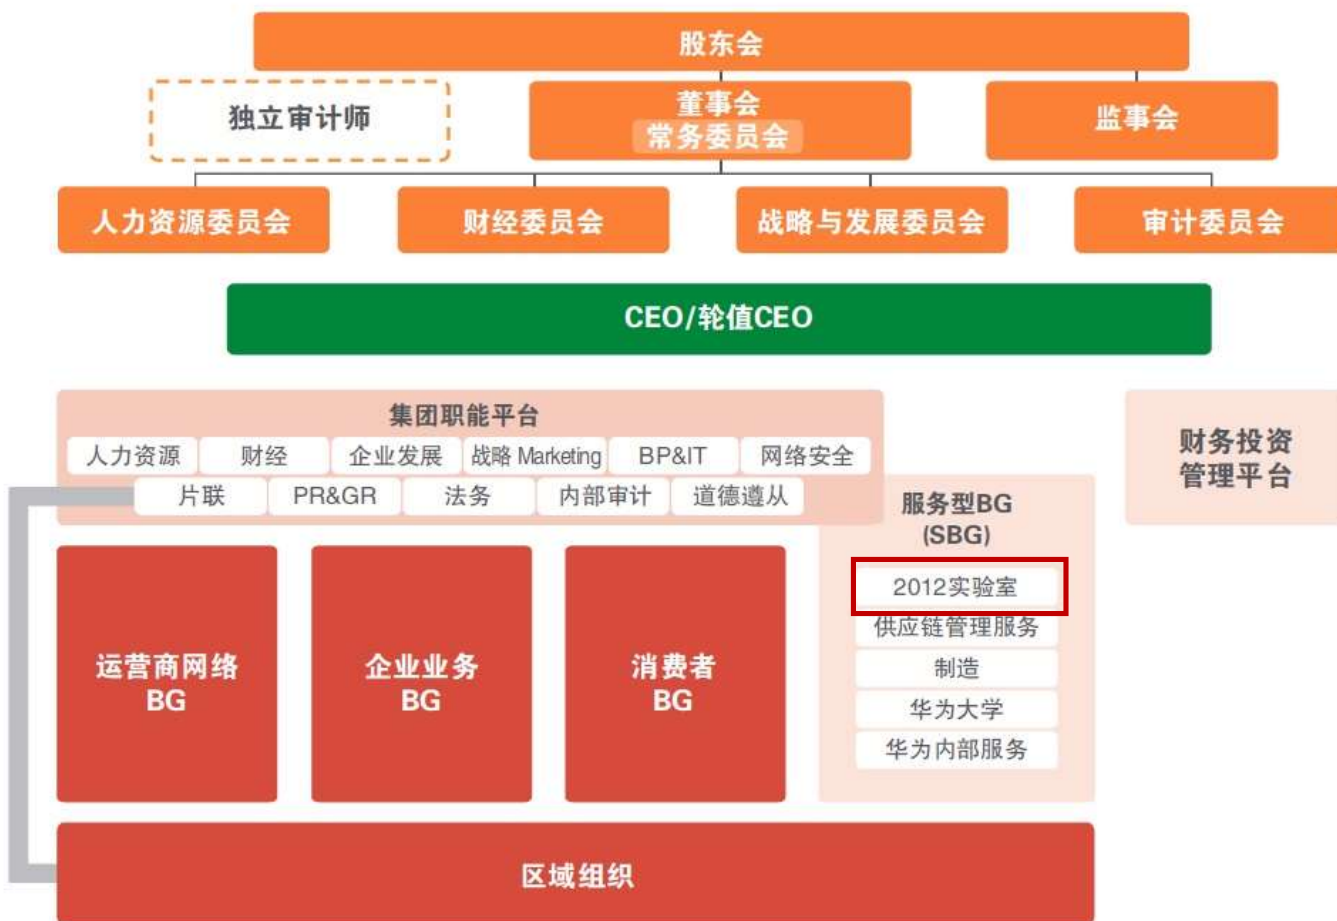 股东会
独立审计师
董事会
常务委员会
监事会
人力资源委员会
财经委员会
战略与发展委员会
审计委员会
CEO/轮值CEO
集团职能平台
人力资源
财经
企业发展
战略 Marketing
BP&IT
网络安全
片联
PR&GR
法务
内部审计
道德遵从
财务投资
管理平台
服务型BG
(SBG)
2012实验室
供应链管理服务
制造
华为大学
华为内部服务
运营商网络
BG
企业业务
BG
消费者
BG
区域组织